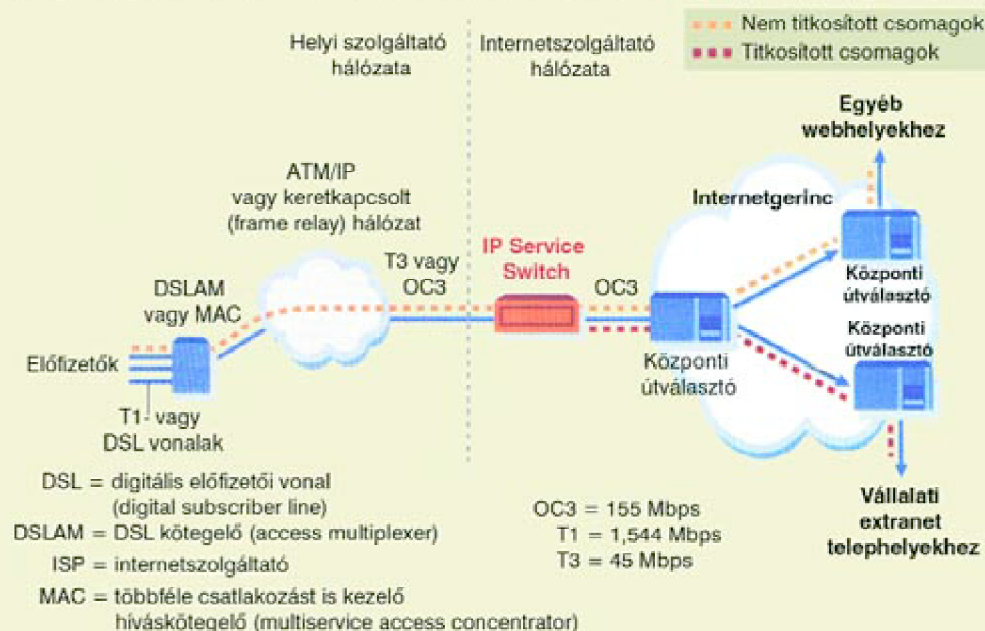 Nem titkosított csomagok
Titkosított csomagok
Helyi szolgáltató
hálózata
Internetszolgáltató
hálózata
Egyéb
webhelyekhez
ATM/IP
vagy keretkapcsolt
(frame relay) hálózat
Internetgerinc
T3 vagy
OC3
IP Service
Switch
OC3
Központi
útválasztó
DSLAM
vagy MAC
Központi
útválasztó
Központi
útválasztó
Előfizetők
T1- vagy
DSL vonalak
DSL = digitális előfizetői vonal
(digital subscriber line)
DSLAM = DSL kötegelő (access multiplexer)
ISP = internetszolgáltató
MAC = többféle csatlakozást is kezelő
híváskötegelő (multiservice access concentrator)
OC3 = 155 Mbps
T1 = 1,544 Mbps
T3 = 45 Mbps
Vállalati
extranet
telephelyekhez